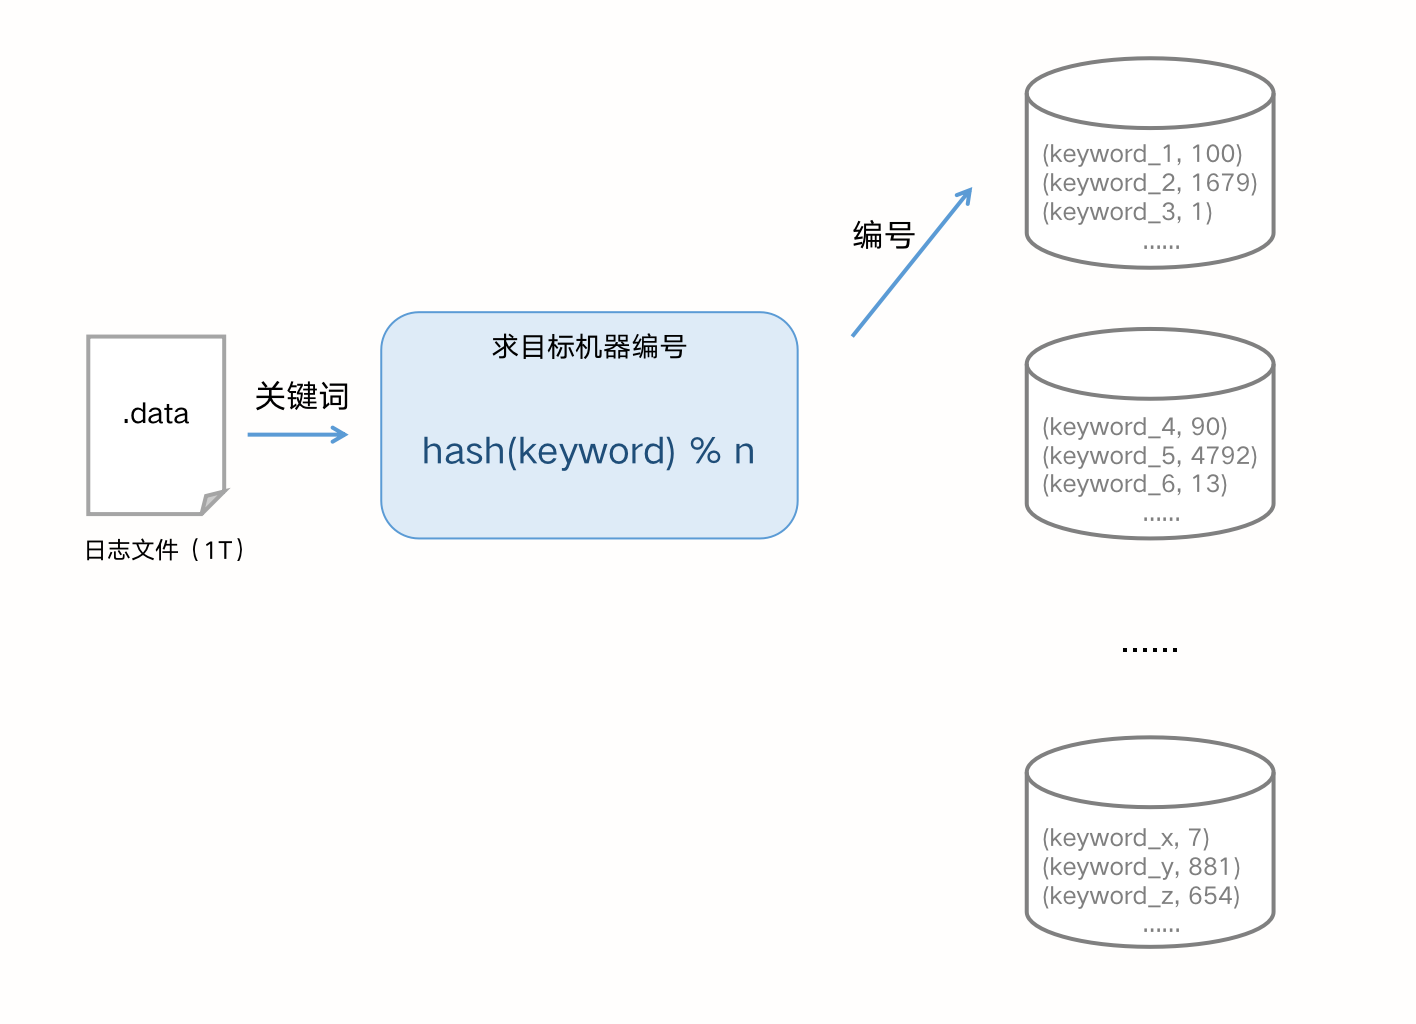 .data
日志文件（1T）
关键词
求目标机器编号
hash(keyword) % n
编号
(keyword_1, 100)
(keyword_2, 1679)
(keyword_3, 1)
......
(keyword_4, 90)
(keyword_5, 4792)
(keyword_6, 13)
......
......
(keyword_x, 7)
(keyword_y, 881)
(keyword_z, 654)
......